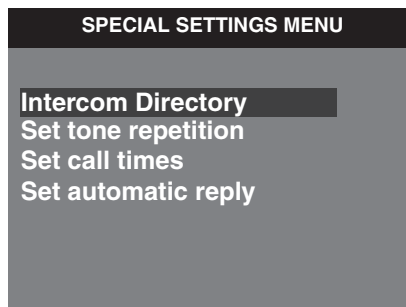 SPECIAL SETTINGS MENU
Intercom Directory
Set tone repetition
Set call times
Set automatic reply